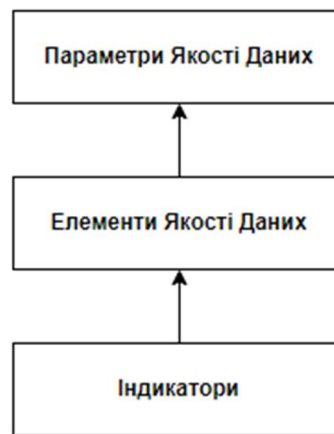 Параметри Якості Даних
Елементи Якості Даних
Індикатори